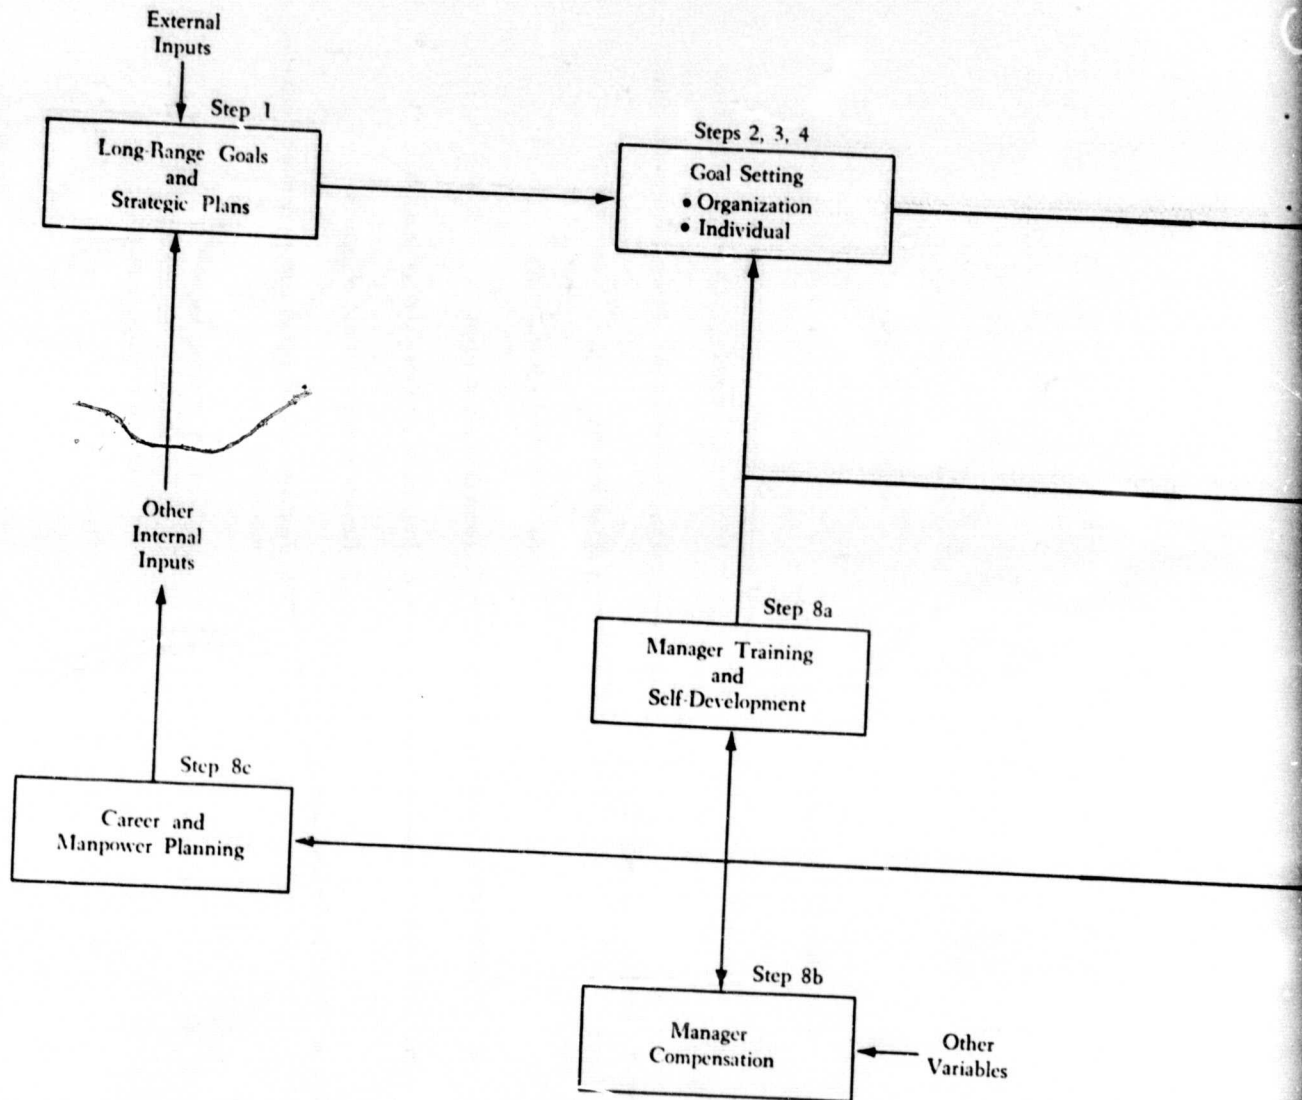 External
Inputs
Step 1
Long-Range Goals
and
Strategic Plans
Steps 2, 3, 4
Goal Setting
• Organization
• Individual
Other
Internal
Inputs
Step 8a
Manager Training
and
Self-Development
Step 8c
Career and
Manpower Planning
Step 8b
Manager
Compensation
Other
Variables